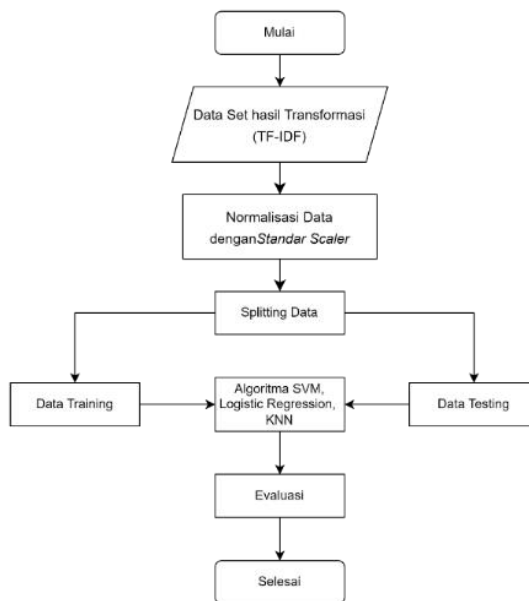 Mulai
Data Set hasil Transformasi
(TF-IDF)
Normalisasi Data
denganStandar Scaler
Splitting Data
Data Training
Algoritma SVM,
Logistic Regression,
KNN
Data Testing
Evaluasi
Selesai